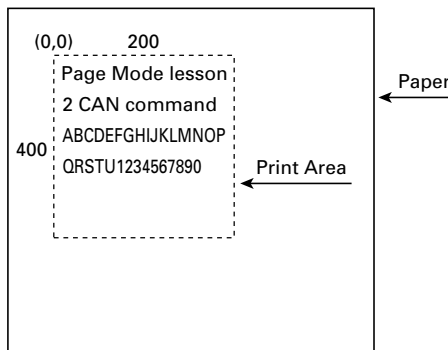 (0,0) 200
Page Mode lesson
Paper
2 CAN command
ABCDEFGHIJKLMNOP
400
QRSTU1234567890
Print Area